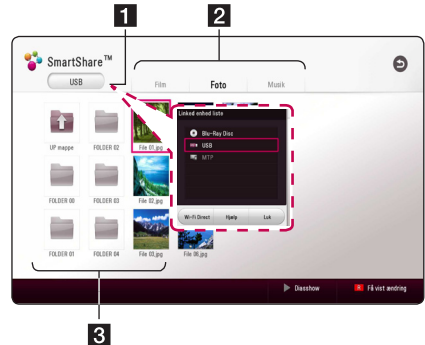 1
2
SmartShare™
USB
Film
Foto
Musik
Linked enhed liste
Blu-Ray Disc
USB
MTP
Wi-Fi Direct
Hjælp
Luk
UP mappe
FOLDER 02
File 01.jpg
FOLDER 00
FOLDER 03
File 02.jpg
FOLDER 01
FOLDER 04
File 03.jpg
File 06.jpg
Diasshow
Få vist ændring
3